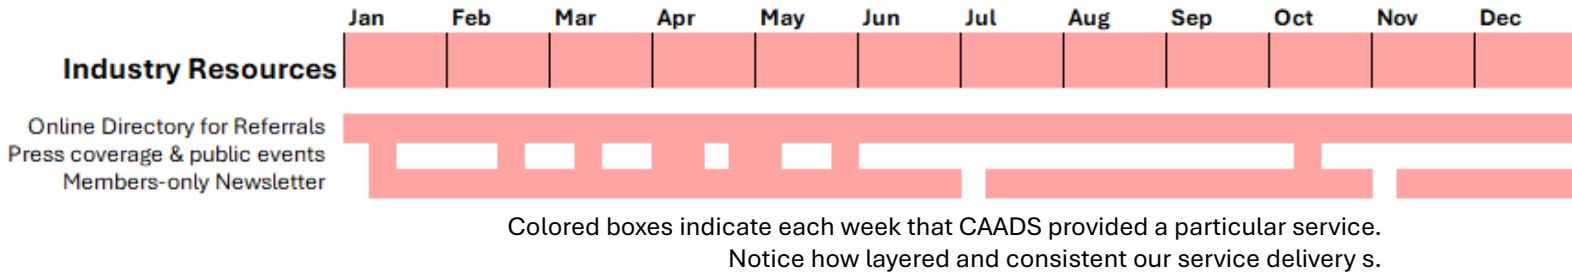 Jan Feb Mar Apr May Jun Jul Aug Sep Oct Nov Dec
Industry Resources
Online Directory for Referrals
Press coverage & public events
Members-only Newsletter
Colored boxes indicate each week that CAADS provided a particular service.
Notice how layered and consistent our service delivery s.